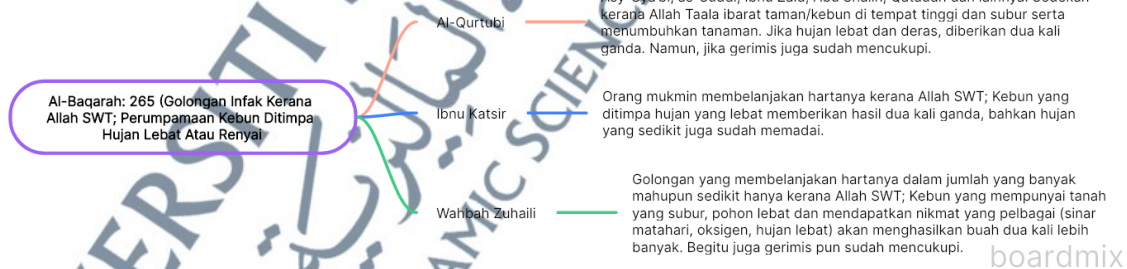 Al-Baqarah: 265 (Golongan Infak Kerana
Allah SWT; Perumpamaan Kebun Ditimpa
Hujan Lebat Atau Renyai
Al-Qurtubi
kerana Allah Taala ibarat taman/kebun di tempat tinggi dan subur serta
menumbuhkan tanaman. Jika hujan lebat dan deras, diberikan dua kali
ganda. Namun, jika gerimis juga sudah mencukupi.
Ibnu Katsir
Orang mukmin membelanjakan hartanya kerana Allah SWT; Kebun yang
ditimpa hujan yang lebat memberikan hasil dua kali ganda, bahkan hujan
yang sedikit juga sudah memadai.
Wahbah Zuhaili
Golongan yang membelanjakan hartanya dalam jumlah yang banyak
mahupun sedikit hanya kerana Allah SWT; Kebun yang mempunyai tanah
yang subur, pohon lebat dan mendapatkan nikmat yang pelbagai (sinar
matahari, oksigen, hujan lebat) akan menghasilkan buah dua kali lebih
banyak. Begitu juga gerimis pun sudah mencukupi.
boardmix